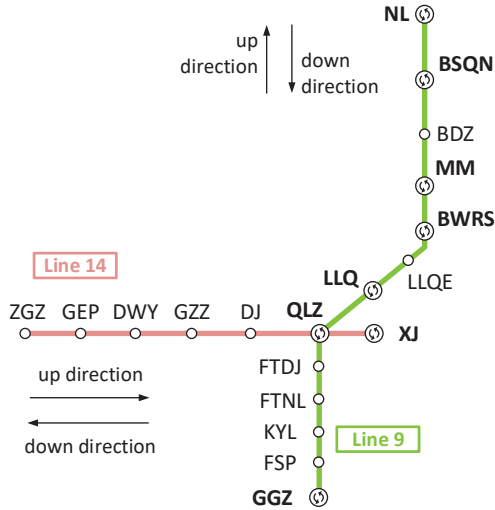 NL
up
direction
down
direction
BSQN
BDZ
MM
BWRS
Line 14
LLQ
LLQE
ZGZ
GEP
DWY
GZZ
DJ
QLZ
XJ
FTDJ
up direction
FTNL
down direction
KYL
Line 9
FSP
GGZ